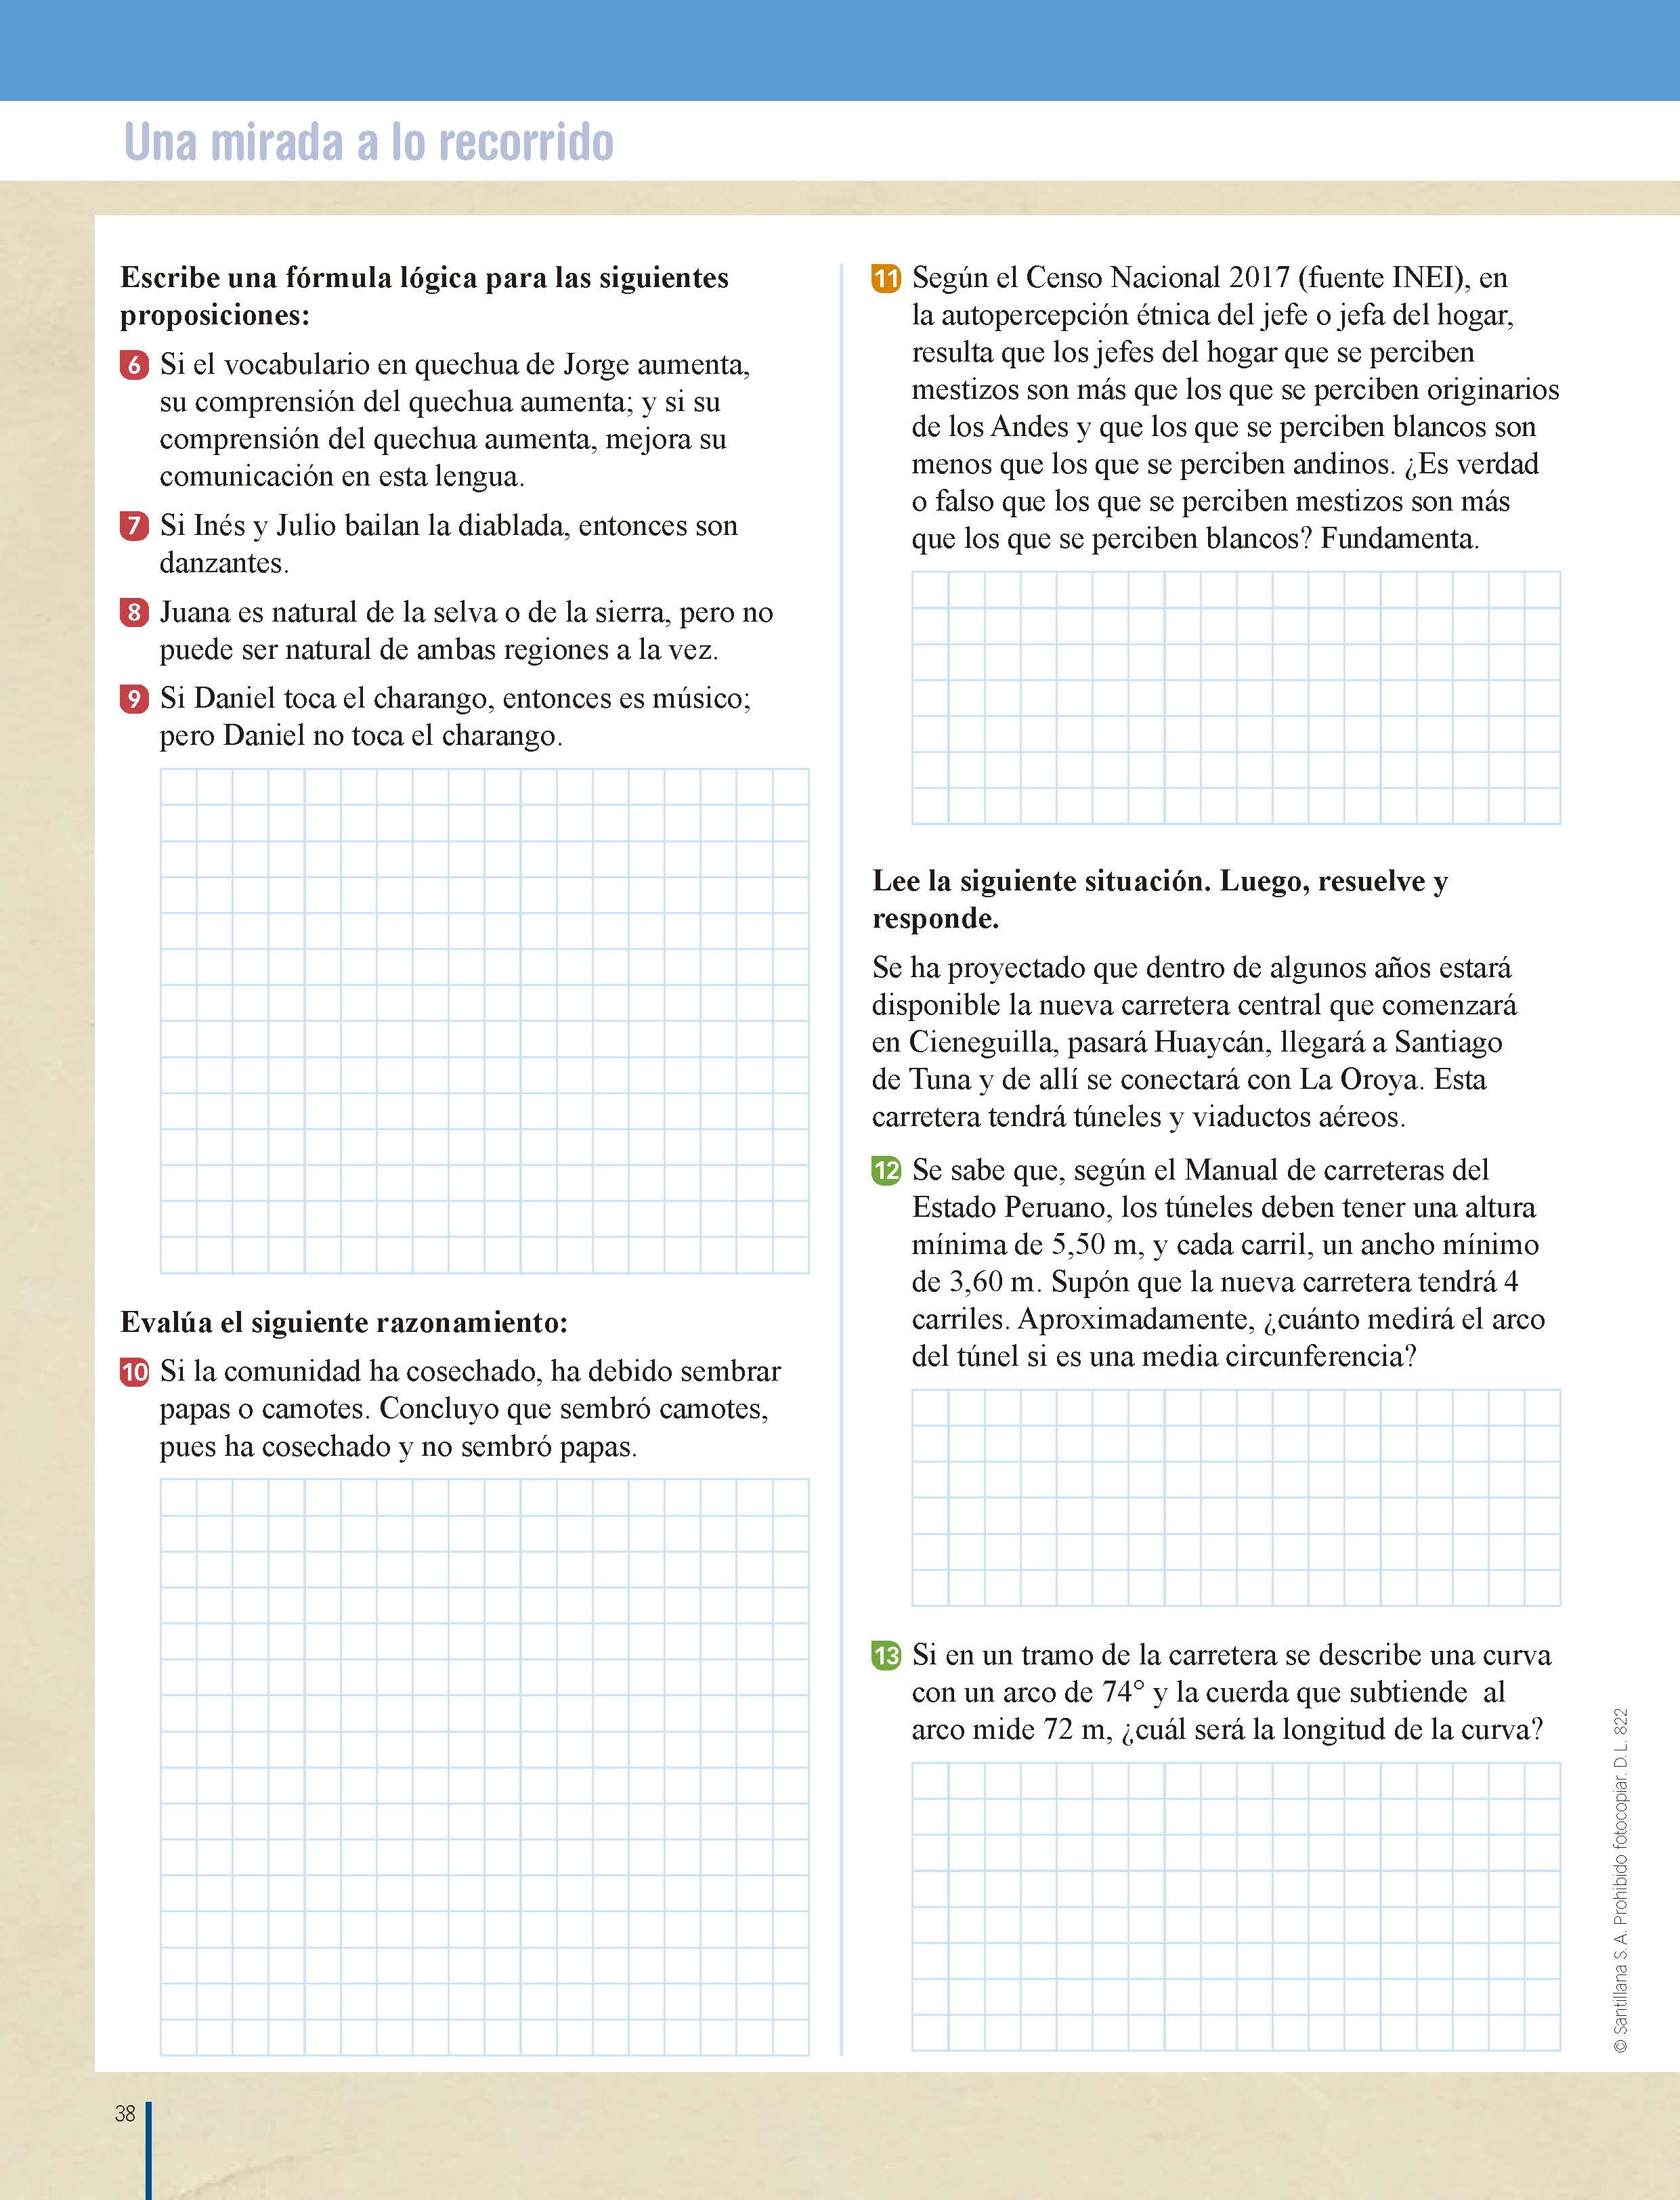 Una mirada a lo recorrido
Escribe una fórmula lógica para las siguientes
proposiciones:
6 Si el vocabulario en quechua de Jorge aumenta,
su comprensión del quechua aumenta; y si su
comprensión del quechua aumenta, mejora su
comunicación en esta lengua.
7 Si Inés y Julio bailan la diablada, entonces son
danzantes.
8 Juana es natural de la selva o de la sierra, pero no
puede ser natural de ambas regiones a la vez.
9 Si Daniel toca el charango, entonces es músico;
pero Daniel no toca el charango.
Evalúa el siguiente razonamiento:
10 Si la comunidad ha cosechado, ha debido sembrar
papas o camotes. Concluyo que sembró camotes,
pues ha cosechado y no sembró papas.
11 Según el Censo Nacional 2017 (fuente INEI), en
la autopercepción étnica del jefe o jefa del hogar,
resulta que los jefes del hogar que se perciben
mestizos son más que los que se perciben originarios
de los Andes y que los que se perciben blancos son
menos que los que se perciben andinos. ¿Es verdad
o falso que los que se perciben mestizos son más
que los que se perciben blancos? Fundamenta.
Lee la siguiente situación. Luego, resuelve y
responde.
Se ha proyectado que dentro de algunos años estará
disponible la nueva carretera central que comenzará
en Cieneguilla, pasará Huaycán, llegará a Santiago
de Tuna y de allí se conectará con La Oroya. Esta
carretera tendrá túneles y viaductos aéreos.
12 Se sabe que, según el Manual de carreteras del
Estado Peruano, los túneles deben tener una altura
mínima de 5,50 m, y cada carril, un ancho mínimo
de 3,60 m. Supón que la nueva carretera tendrá 4
carriles. Aproximadamente, ¿cuánto medirá el arco
del túnel si es una media circunferencia?
13 Si en un tramo de la carretera se describe una curva
con un arco de 74° y la cuerda que subtiende al
arco mide 72 m, ¿cuál será la longitud de la curva?
© Santillana S. A. Prohibido fotocopiar. D. L. 822
38